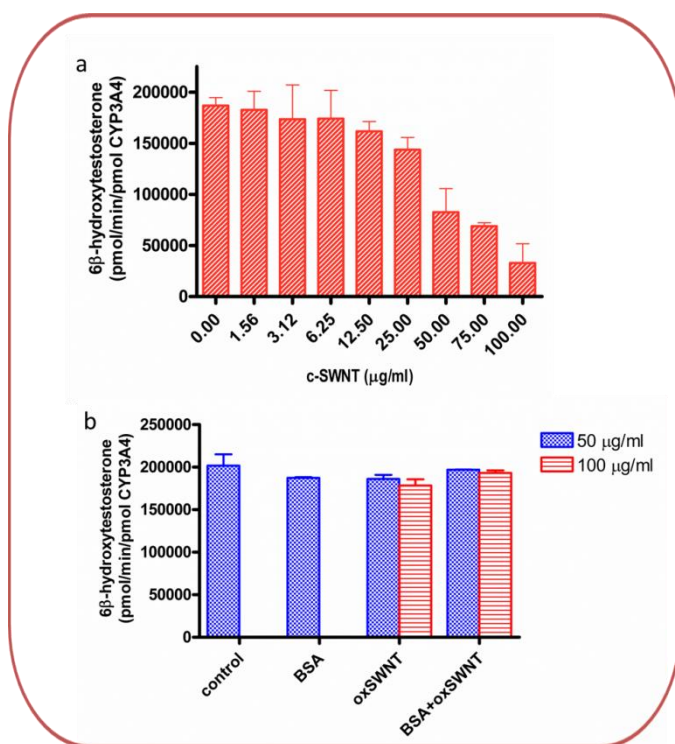 a
6β-hydroxytestosterone
(pmol/min/pmol CYP3A4)
200000
150000
100000
50000
0
0.00
1.56
3.12
6.25
12.50
25.00
50.00
75.00
100.00
c-SWNT (μg/ml)
b
6β-hydroxytestosterone
(pmol/min/pmol CYP3A4)
250000
200000
150000
100000
50000
0
control
BSA
oxSWNT
BSA+oxSWNT
50 μg/ml
100 μg/ml